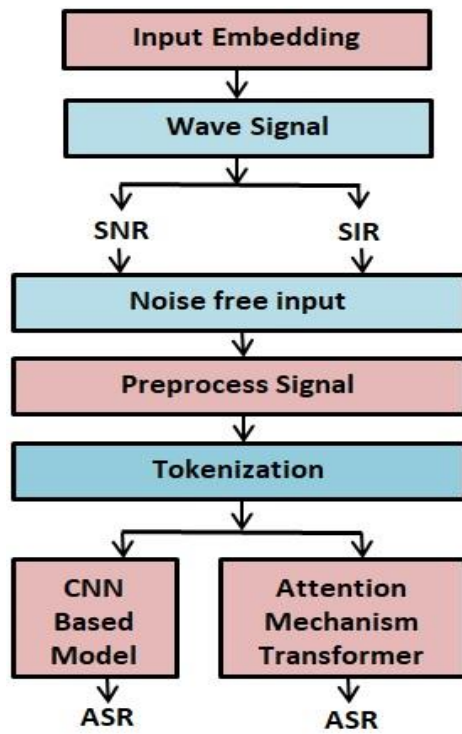 Input Embedding
Wave Signal
SNR
SIR
Noise free input
Preprocess Signal
Tokenization
CNN
Based
Model
Attention
Mechanism
Transformer
ASR
ASR